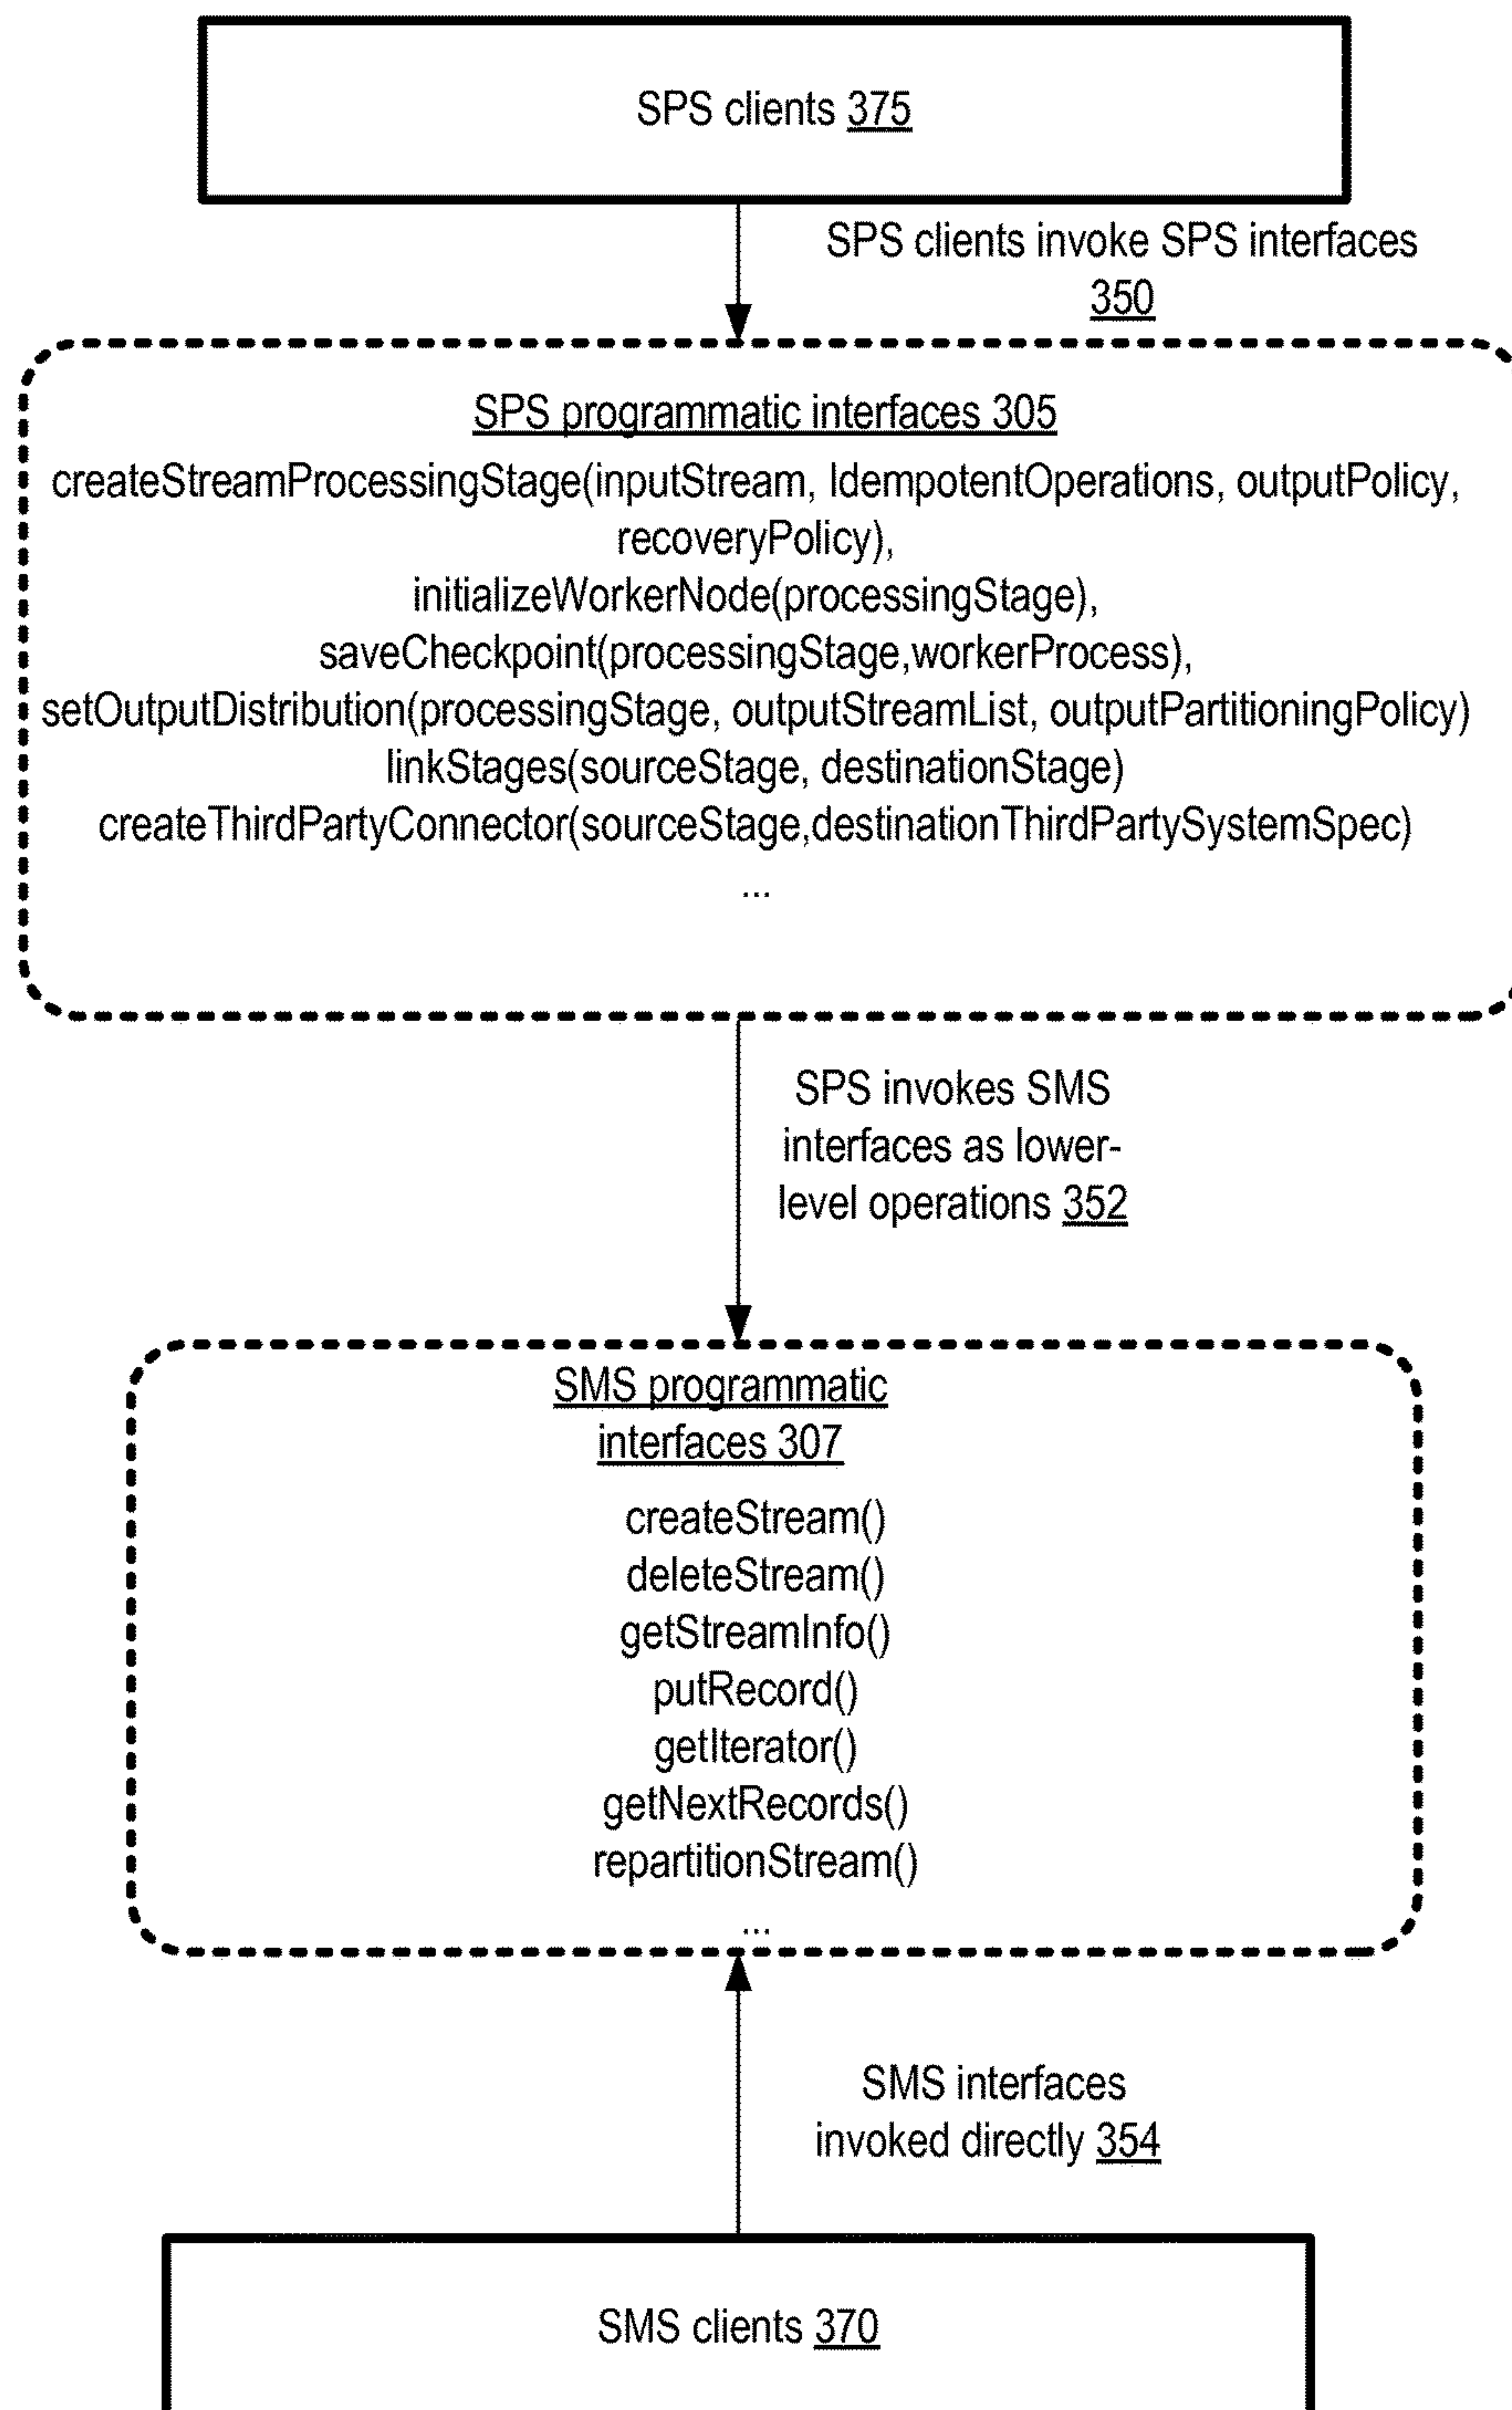 SPS clients 375
SPS clients invoke SPS interfaces
350
SPS programmatic interfaces 305
createStreamProcessingStage(inputStream, IdempotentOperations, outputPolicy,
recoveryPolicy),
initializeWorkerNode(processingStage),
saveCheckpoint(processingStage,workerProcess),
setOutputDistribution(processingStage, outputStreamList, outputPartitioningPolicy)
linkStages(sourceStage, destinationStage)
createThirdPartyConnector(sourceStage,destinationThirdPartySystemSpec)
...
SPS invokes SMS
interfaces as lower-
level operations 352
SMS programmatic
interfaces 307
createStream()
deleteStream()
getStreamInfo()
putRecord()
getIterator()
getNextRecords()
repartitionStream()
...
SMS interfaces
invoked directly 354
SMS clients 370